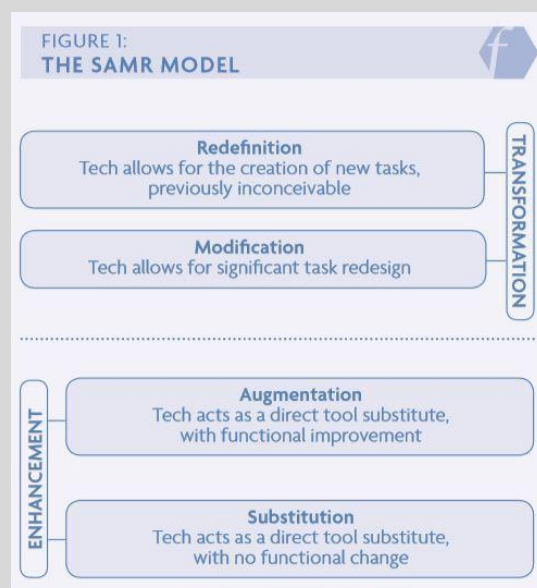 FIGURE 1:
THE SAMR MODEL
f
Redefinition
Tech allows for the creation of new tasks,
previously inconceivable
Modification
Tech allows for significant task redesign
TRANSFORMATION
ENHANCEMENT
Augmentation
Tech acts as a direct tool substitute,
with functional improvement
Substitution
Tech acts as a direct tool substitute,
with no functional change